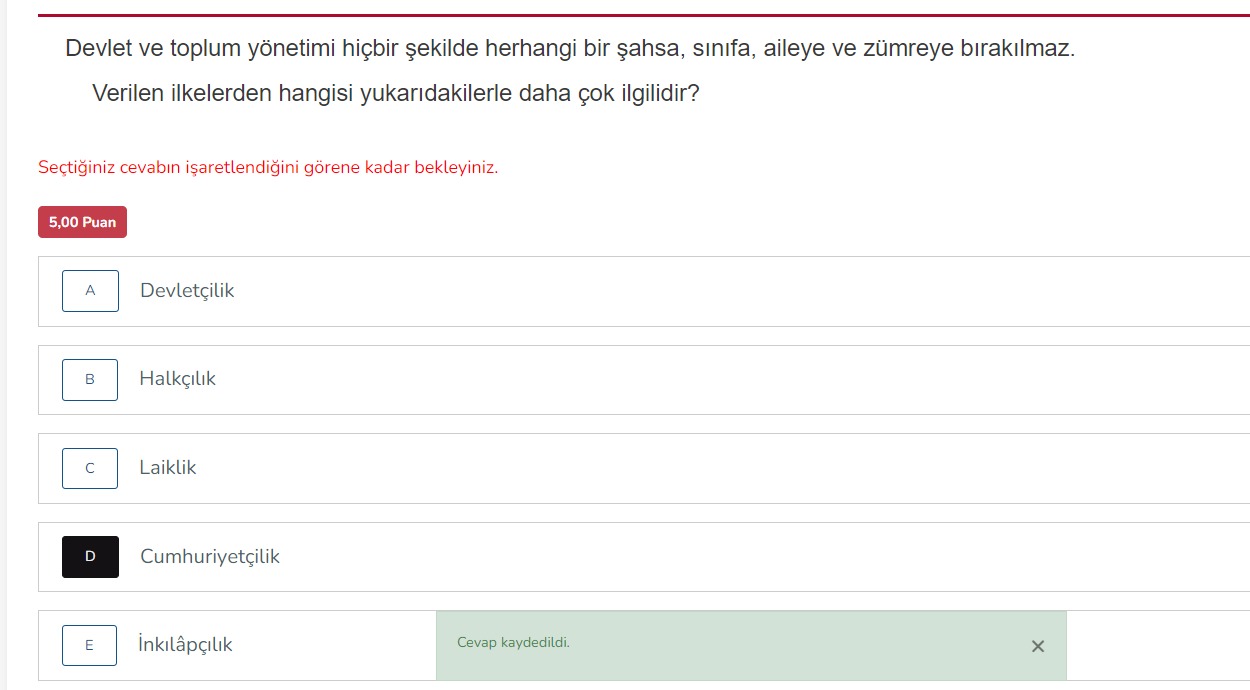 Devlet ve toplum yönetimi hiçbir şekilde herhangi bir şahsa, sınıfa, aileye ve zümreye bırakılmaz.
Verilen ilkelerden hangisi yukarıdakilerle daha çok ilgilidir?
Seçtiğiniz cevabın işaretlendiğini görene kadar bekleyiniz.
5,00 Puan
A Devletçilik
B Halkçılık
C Laiklik
D Cumhuriyetçilik
E İnkılâpçılık
Cevap kaydedildi. ×